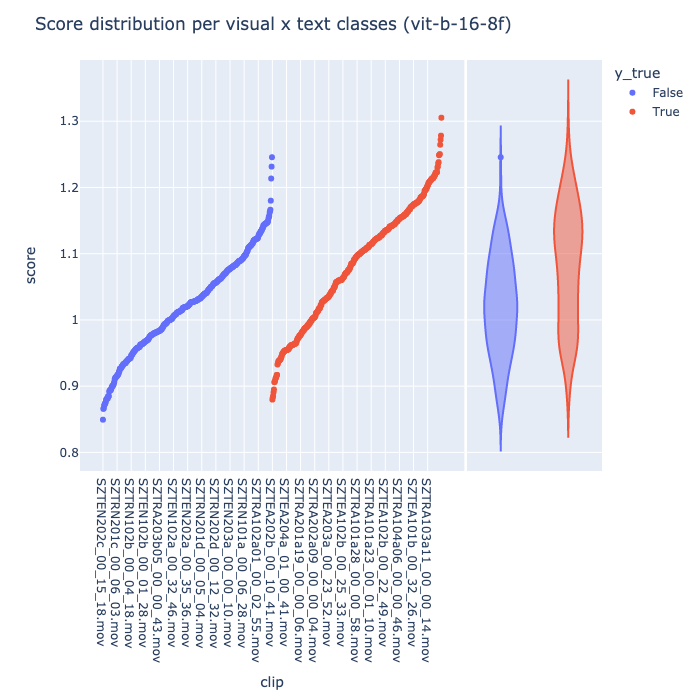 Score distribution per visual x text classes (vit-b-16-8f)
y_true
False
True
1.3
1.2
1.1
1
0.9
0.8
score
SZTEN202c_00_15_18.mov
SZTRN201c_00_06_03.mov
SZTRN102b_00_04_18.mov
SZTEN102b_00_01_28.mov
SZTRA203b05_00_00_43.mov
SZTEN102a_00_32_46.mov
SZTEN202a_00_35_36.mov
SZTRN201d_00_05_04.mov
SZTRN202d_00_12_32.mov
SZTEN203a_00_00_10.mov
SZTRN101a_00_06_28.mov
SZTRA102a01_00_02_55.mov
SZTEA202b_00_10_41.mov
SZTEA204a_01_00_41.mov
SZTRA201a19_00_00_06.mov
SZTRA202a09_00_00_04.mov
SZTEA203a_00_23_52.mov
SZTEA102b_00_25_33.mov
SZTRA101a28_00_00_58.mov
SZTRA101a23_00_01_10.mov
SZTEA102b_00_22_49.mov
SZTRA104a06_00_00_46.mov
SZTEA101b_00_32_26.mov
SZTRA103a11_00_00_14.mov
clip